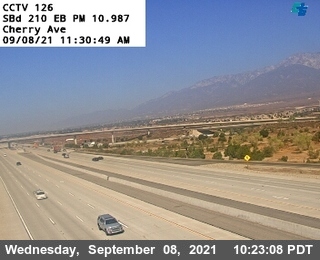 CCTV 126
SBd 210 EB PM 10.987
Cherry Ave
09/08/21 11:30:49 AM
Wednesday, September 08, 2021 10:23:08 PDT